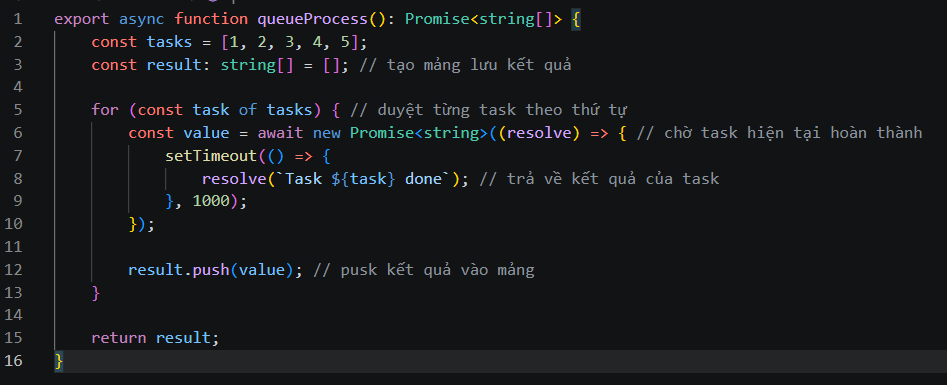 1 export async function queueProcess(): Promise<string[]> {
2 const tasks = [1, 2, 3, 4, 5];
3 const result: string[] = []; // tạo mảng lưu kết quả
4
5 for (const task of tasks) { // duyệt từng task theo thứ tự
6 const value = await new Promise<string>((resolve) => { // chờ task hiện tại hoàn thành
7 setTimeout(() => {
8 resolve(`Task ${task} done`); // trả về kết quả của task
9 }, 1000);
10 });
11
12 result.push(value); // pusk kết quả vào mảng
13 }
14
15 return result;
16 }